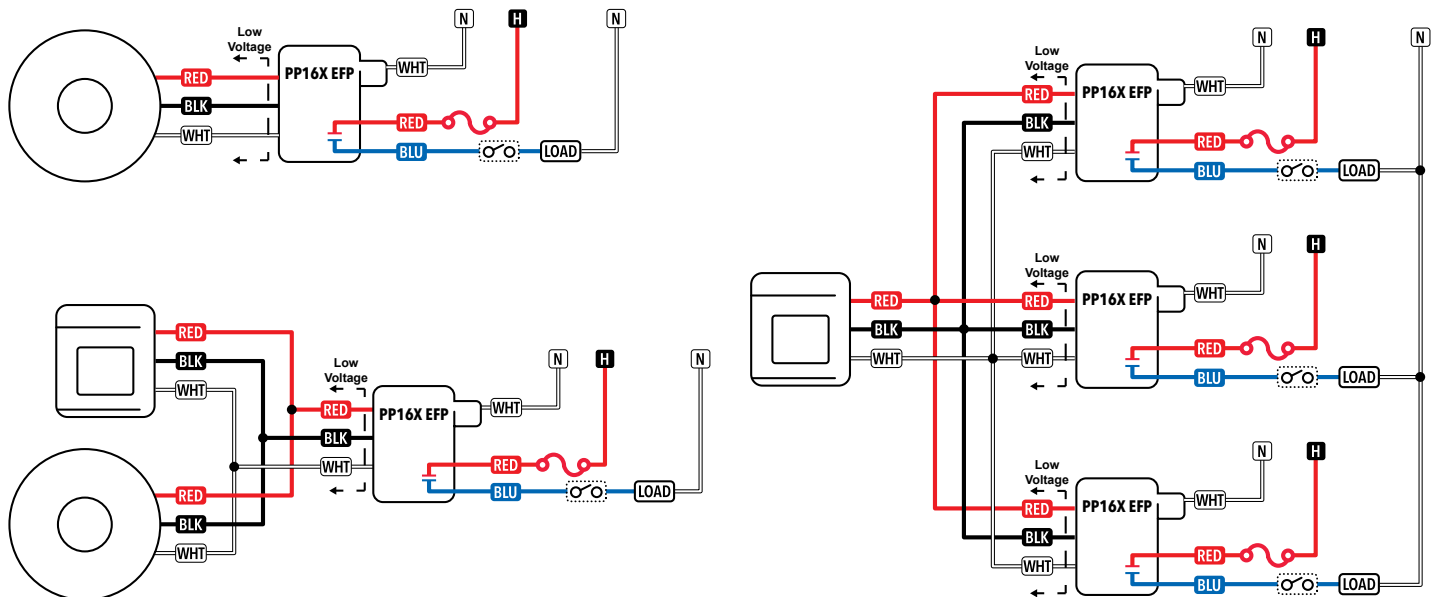 N H N
Low
Voltage
PP16X EFP
WHT
RED
BLK
WHT
RED
BLU
LOAD
RED
BLK
WHT
N H N
Low
Voltage
RED
BLK
WHT
PP16X EFP
WHT
RED
BLU
LOAD
RED
BLK
WHT
N H N
Low
Voltage
RED
BLK
WHT
PP16X EFP
WHT
RED
BLU
LOAD
N H
Low
Voltage
RED
BLK
WHT
RED
BLK
WHT
PP16X EFP
WHT
RED
BLU
LOAD
N H
Low
Voltage
RED
BLK
WHT
PP16X EFP
WHT
RED
BLU
LOAD